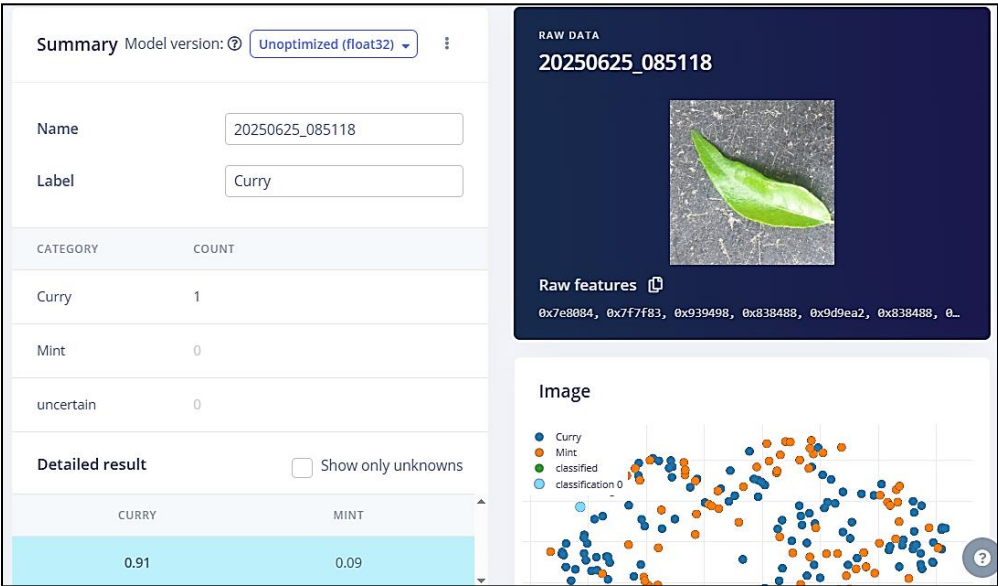 Summary Model version: ? Unoptimized (float32)
Name 20250625_085118
Label Curry
CATEGORY COUNT
Curry 1
Mint 0
uncertain 0
Detailed result Show only unknowns
CURRY MINT
0.91 0.09
RAW DATA
20250625_085118
Raw features
0x7e8084, 0x7f7f83, 0x939498, 0x838488, 0x9d9ea2, 0x838488, 0…
Image
Curry
Mint
classified
classification 0
?